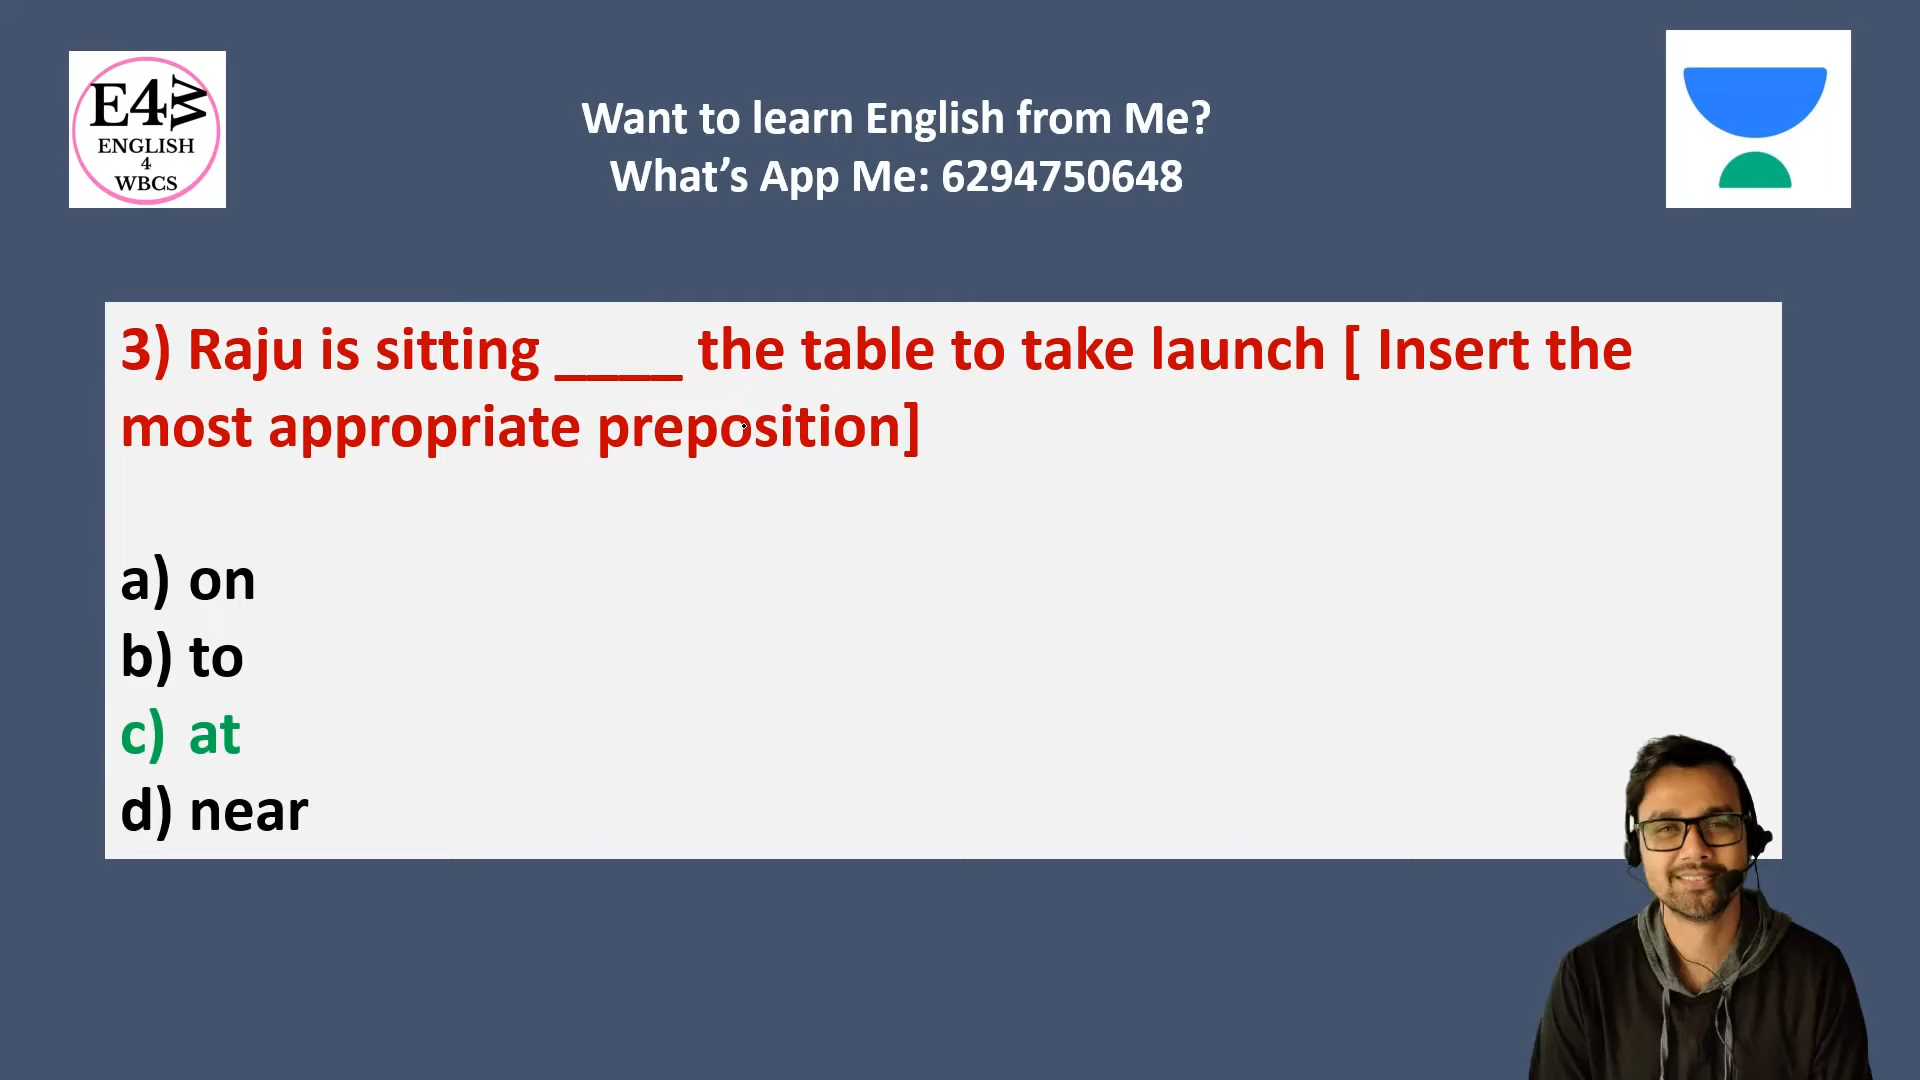 E4W
ENGLISH
4
WBCS
Want to learn English from Me?
What’s App Me: 6294750648
3) Raju is sitting ____ the table to take launch [ Insert the
most appropriate preposition]
a) on
b) to
c) at
d) near